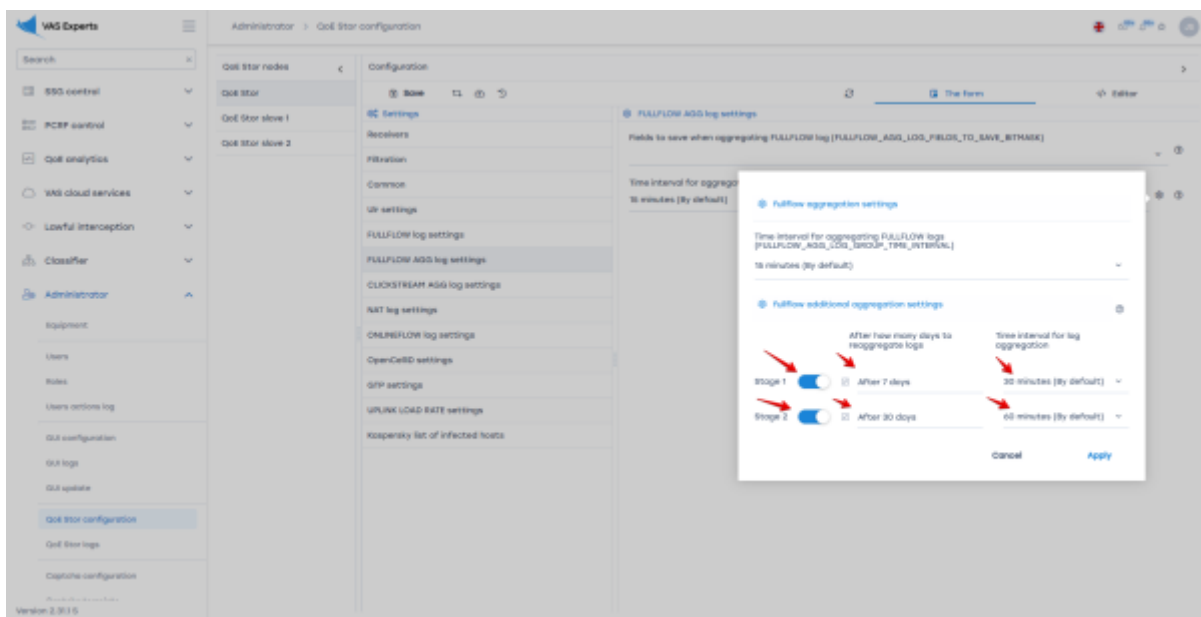 VAS Experts
Administrator > QoE Stor configuration
Search
SSG control
PCRF control
QoE analytics
VAS cloud services
Lawful interception
Classifier
Administrator
Equipment
Users
Roles
Users actions log
GUI configuration
GUI logs
GUI update
QoE Stor configuration
QoE Stor logs
Captcha configuration
Version 2.31.1 S
QoE Stor nodes
QoE Stor
QoE Stor slave 1
QoE Stor slave 2
Configuration
Save
The form
Editor
Settings
Receivers
Filtration
Common
Ulr settings
FULLFLOW log settings
FULLFLOW AGG log settings
CLICKSTREAM AGG log settings
NAT log settings
ONLINEFLOW log settings
OpenCellID settings
GTP settings
UPLINK LOAD RATE settings
Kaspersky list of infected hosts
FULLFLOW AGG log settings
Fields to save when aggregating FULLFLOW log (FULLFLOW_AGG_LOG_FIELDS_TO_SAVE_BITMASK)
Time interval for aggrega
15 minutes (By default)
Fullflow aggregation settings
Time interval for aggregating FULLFLOW logs
(FULLFLOW_AGG_LOG_GROUP_TIME_INTERVAL)
15 minutes (By default)
Fullflow additional aggregation settings
After how many days to
reaggregate logs
Time interval for log
aggregation
Stage 1 After 7 days 30 minutes (By default)
Stage 2 After 30 days 60 minutes (By default)
Cancel Apply